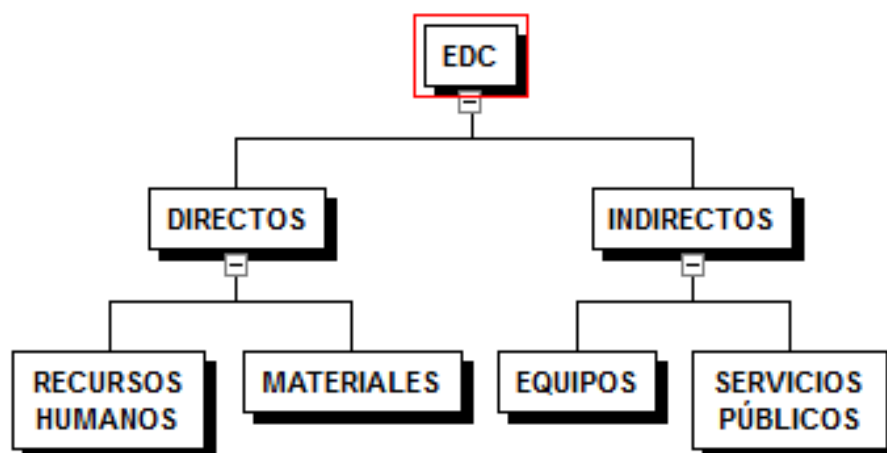 EDC
DIRECTOS
INDIRECTOS
RECURSOS
HUMANOS
MATERIALES
EQUIPOS
SERVICIOS
PÚBLICOS